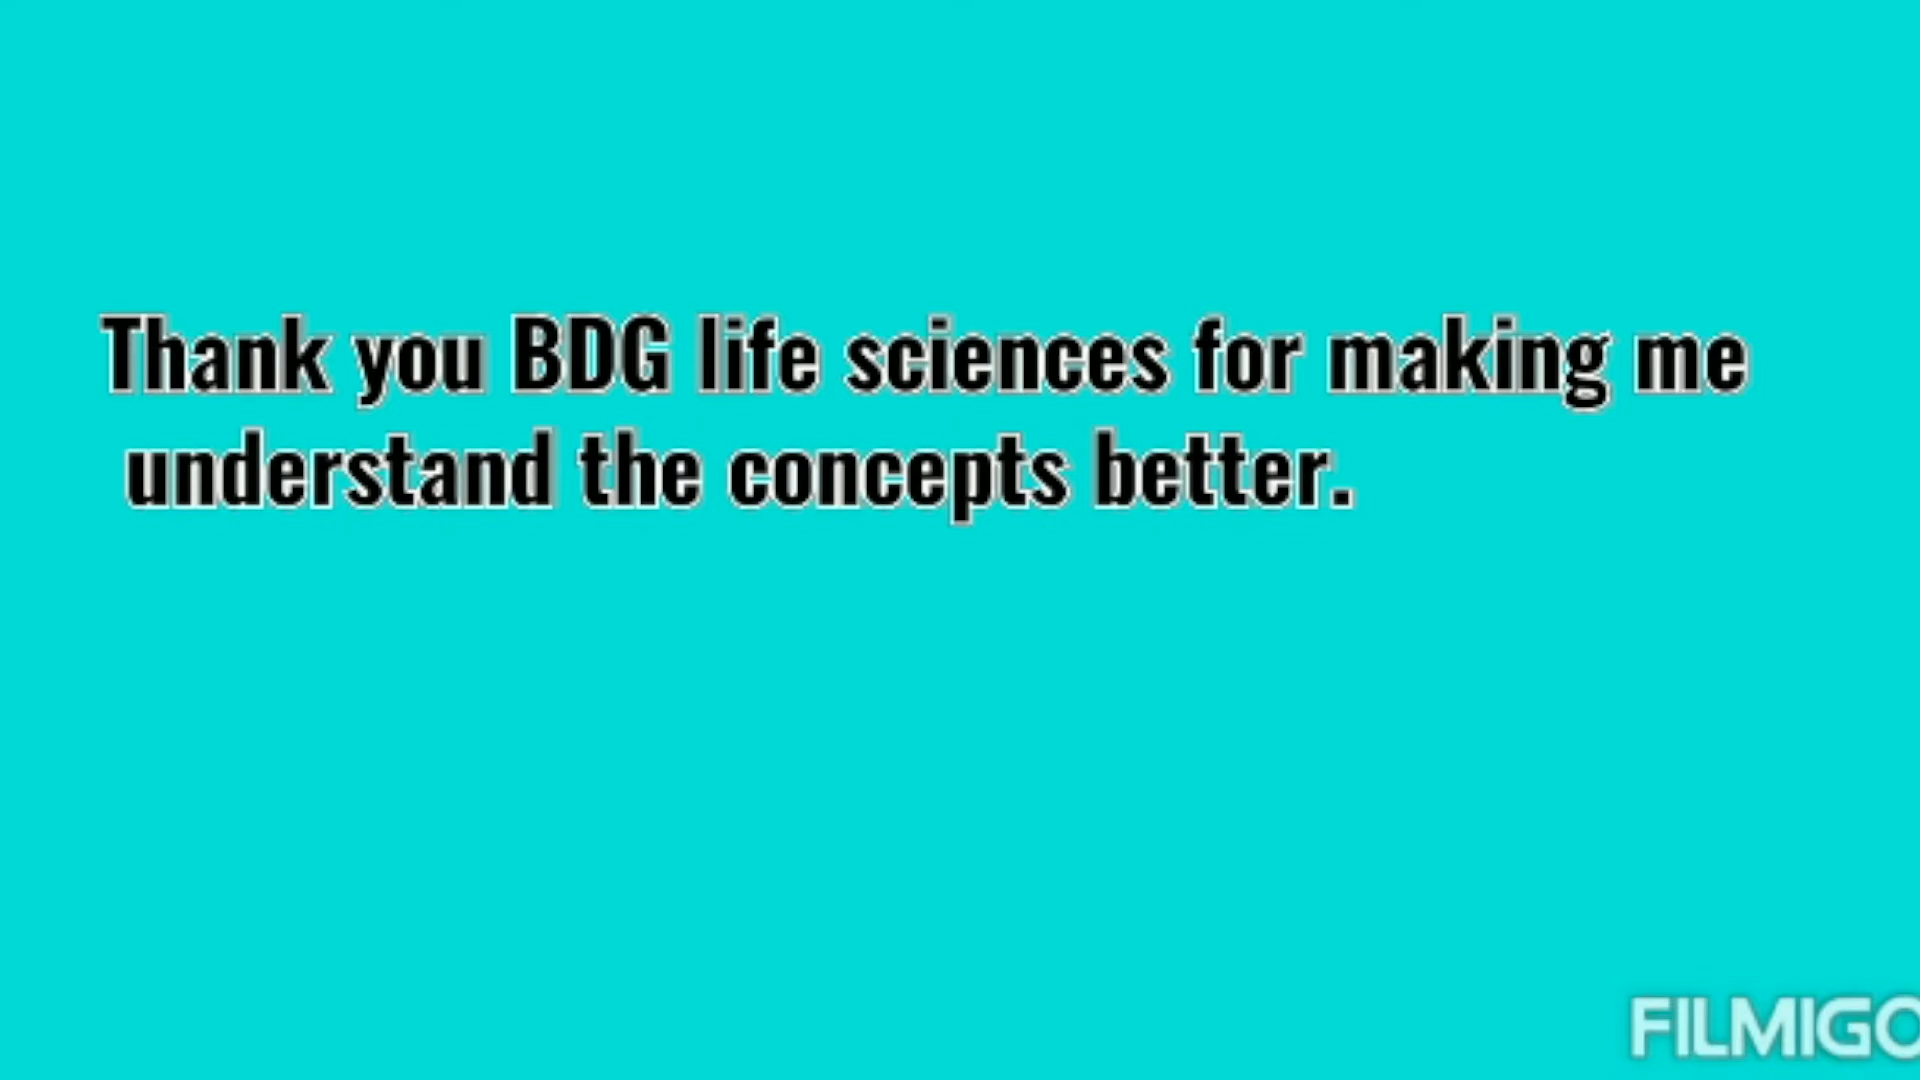 Thank you BDG life sciences for making me
understand the concepts better.
FILMIGO